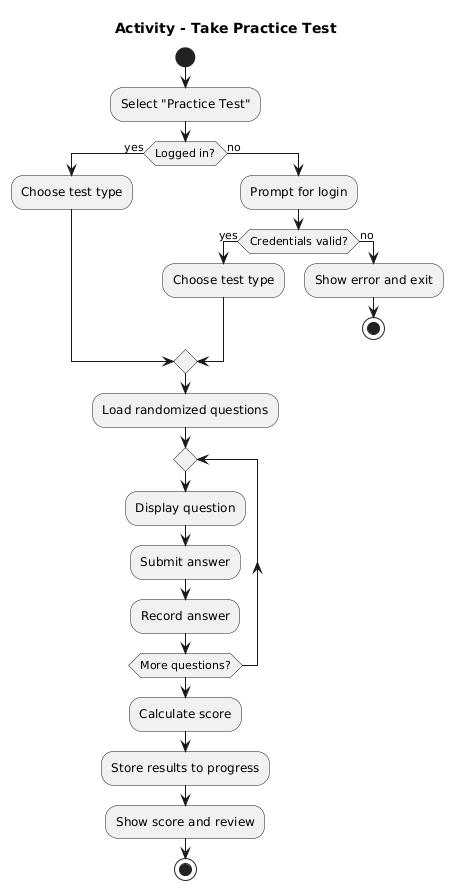 Activity - Take Practice Test
Select "Practice Test"
yes
Logged in?
no
Choose test type
Prompt for login
yes
Credentials valid?
no
Choose test type
Show error and exit
Load randomized questions
Display question
Submit answer
Record answer
More questions?
Calculate score
Store results to progress
Show score and review